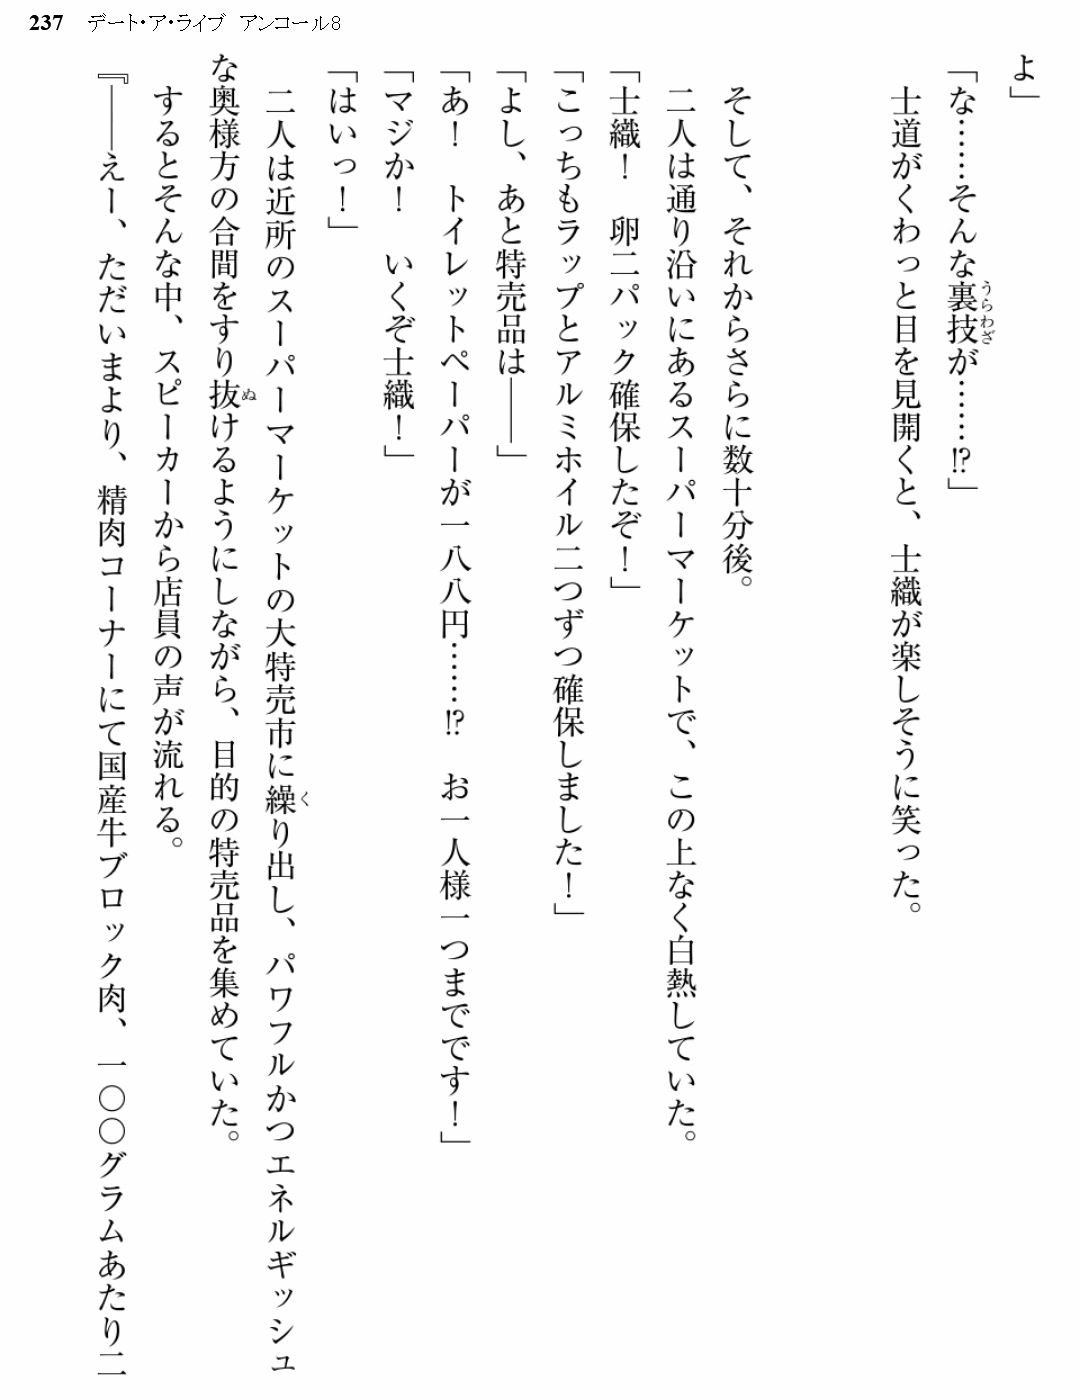 237 デート・ア・ライブ アンコール8
よ」
「な……そんな裏技が……!?」
うらわざ
士道がくわっと目を見開くと、士織が楽しそうに笑った。
そして、それからさらに数十分後。
二人は通り沿いにあるスーパーマーケットで、この上なく白熱していた。
「士織！　卵二パック確保したぞ！」
「こっちもラップとアルミホイル二つずつ確保しました！」
「よし、あと特売品は――」
「あ！　トイレットペーパーが一八八円……!?　お一人様一つまでです！」
「マジか！　いくぞ士織！」
「はいっ！」
二人は近所のスーパーマーケットの大特売市に繰り出し、パワフルかつエネルギッシュ
く
な奥様方の合間をすり抜けるようにしながら、目的の特売品を集めていた。
ぬ
するとそんな中、スピーカーから店員の声が流れる。
『――えー、ただいまより、精肉コーナーにて国産牛ブロック肉、一〇〇グラムあたり二